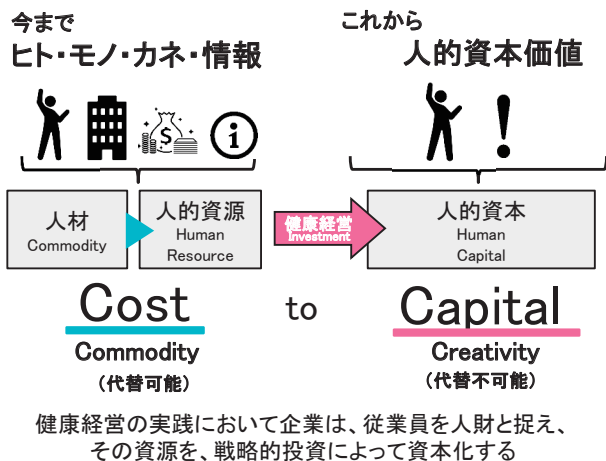 今まで
ヒト・モノ・カネ・情報
これから
人的資本価値
$
i
!
人材
Commodity
人的資源
Human
Resource
健康経営
Investment
人的資本
Human
Capital
Cost
to
Capital
Commodity
(代替可能)
Creativity
(代替不可能)
健康経営の実践において企業は、従業員を人財と捉え、
その資源を、戦略的投資によって資本化する